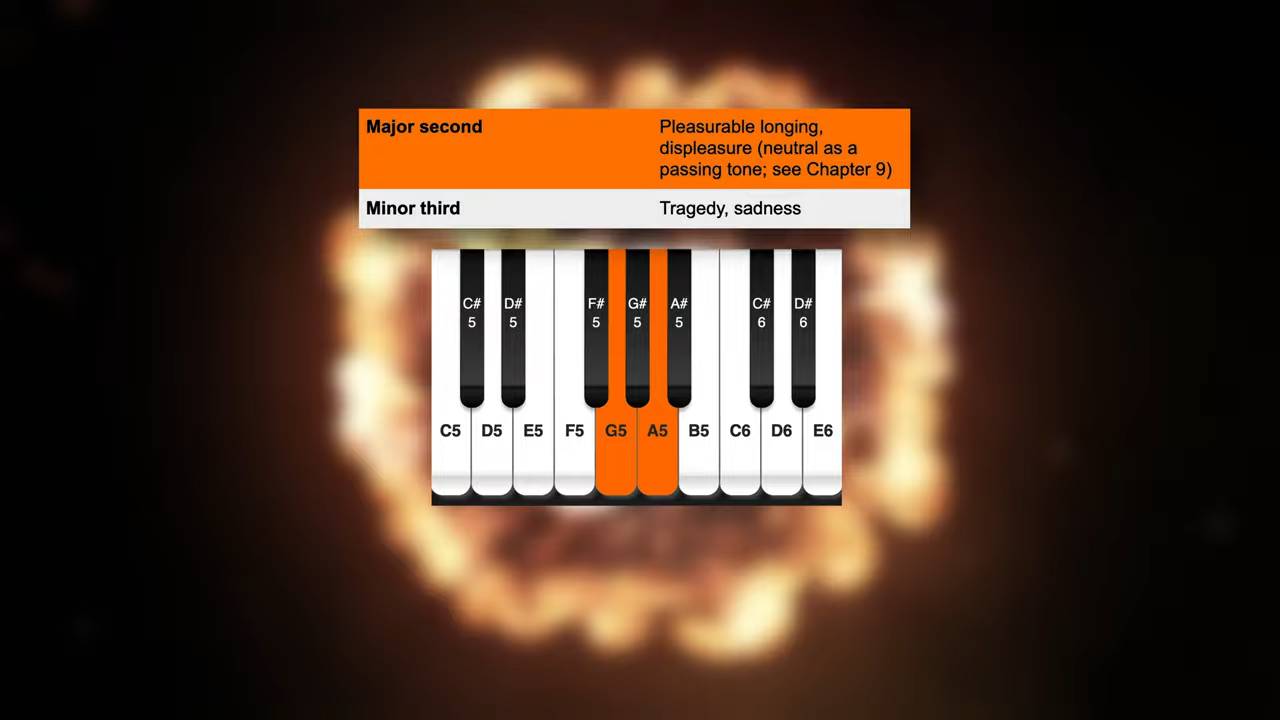 Major second
Pleasurable longing,
displeasure (neutral as a
passing tone; see Chapter 9)
Minor third
Tragedy, sadness
C# D# F# G# A# C# D#
5 5 5 5 5 6 6
C5 D5 E5 F5 G5 A5 B5 C6 D6 E6